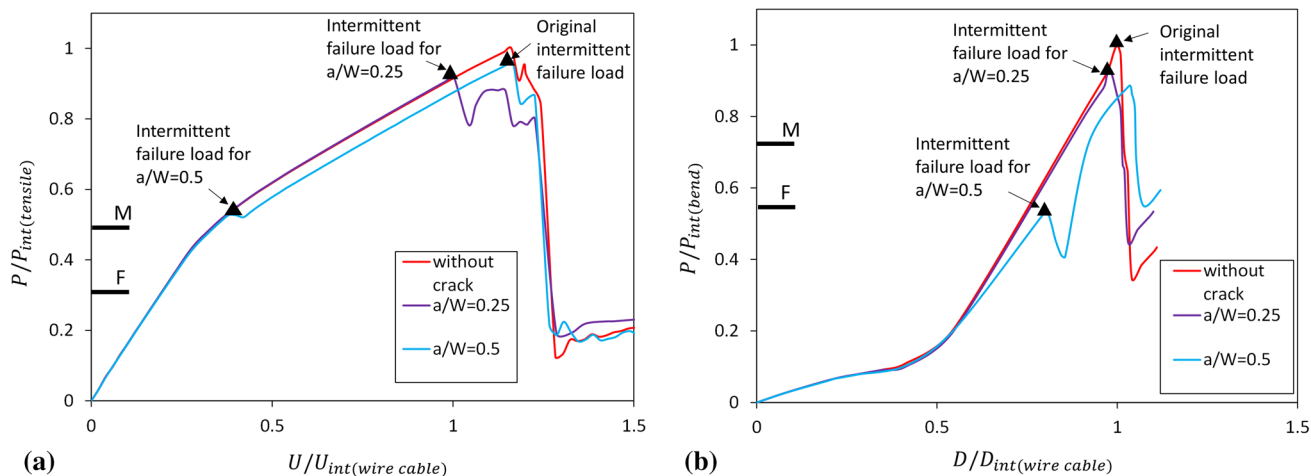 Intermittent
failure load for
a/W=0.25
Original
intermittent
failure load
Intermittent
failure load for
a/W=0.5
M
F
without
crack
a/W=0.25
a/W=0.5
P/P_int(tensile)
1
0.8
0.6
0.4
0.2
0
0
0.5
1
1.5
(a)
U/U_int(wire cable)
Intermittent
failure load for
a/W=0.25
Original
intermittent
failure load
Intermittent
failure load for
a/W=0.5
M
F
without
crack
a/W=0.25
a/W=0.5
P/P_int(bend)
1
0.8
0.6
0.4
0.2
0
0
0.5
1
1.5
(b)
D/D_int(wire cable)